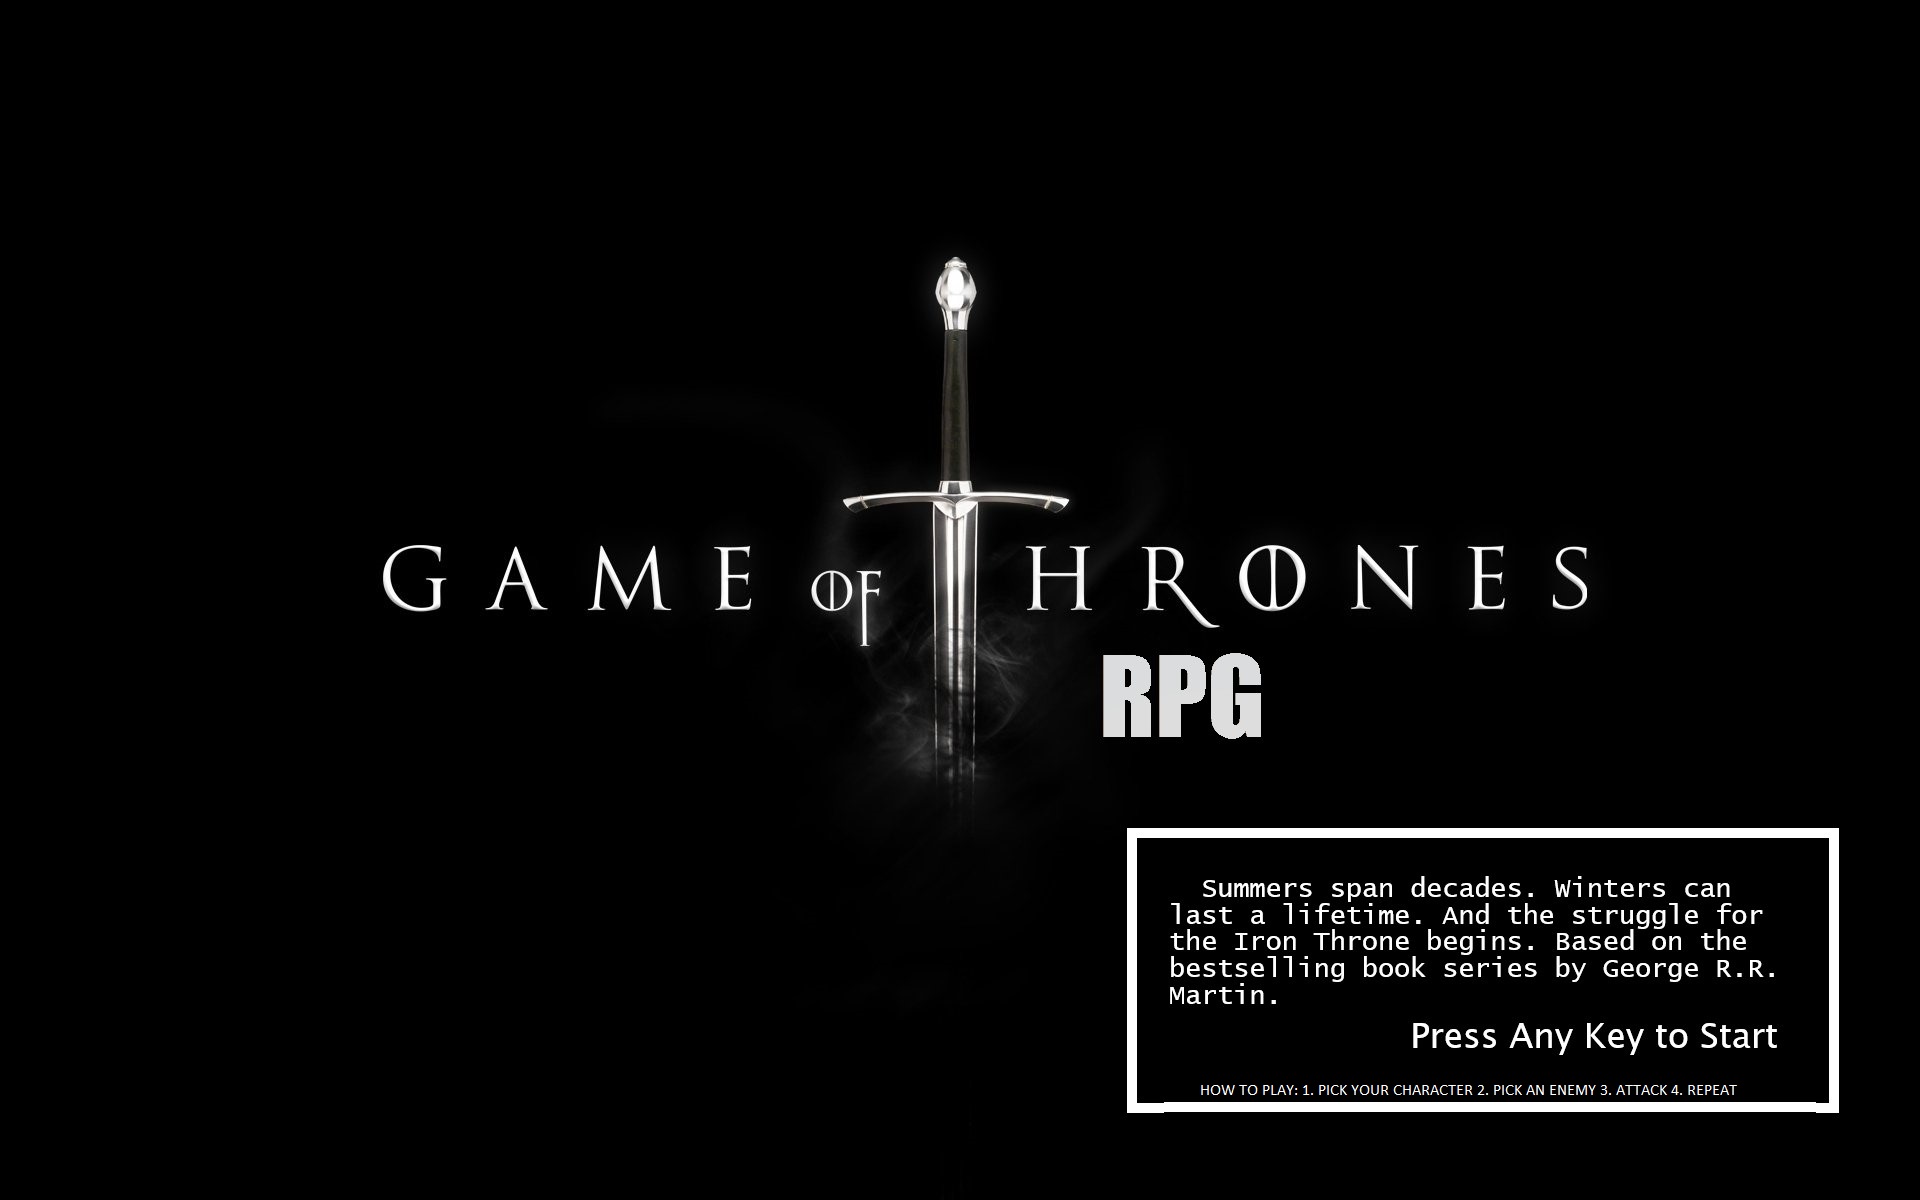 GAME OF THRONES
RPG
Summers span decades. Winters can
last a lifetime. And the struggle for
the Iron Throne begins. Based on the
bestselling book series by George R.R.
Martin.
Press Any Key to Start
HOW TO PLAY: 1. PICK YOUR CHARACTER 2. PICK AN ENEMY 3. ATTACK 4. REPEAT